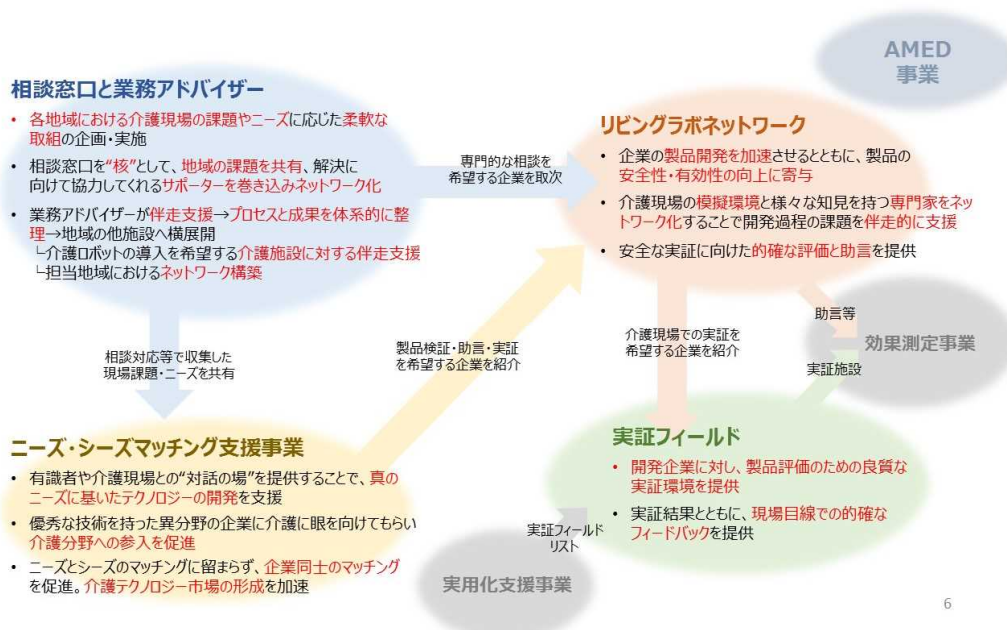 AMED
事業
相談窓口と業務アドバイザー
• 各地域における介護現場の課題やニーズに応じた柔軟な
取組の企画・実施
• 相談窓口を“核”として、地域の課題を共有、解決に
向けて協力してくれるサポーターを巻き込みネットワーク化
• 業務アドバイザーが伴走支援→プロセスと成果を体系的に整
理→地域の他施設へ横展開
└介護ロボットの導入を希望する介護施設に対する伴走支援
└担当地域におけるネットワーク構築
専門的な相談を
希望する企業を取次
リビングラボネットワーク
• 企業の製品開発を加速させるとともに、製品の
安全性・有効性の向上に寄与
• 介護現場の模擬環境と様々な知見を持つ専門家をネッ
トワーク化することで開発過程の課題を伴走的に支援
• 安全な実証に向けた的確な評価と助言を提供
相談対応等で収集した
現場課題・ニーズを共有
製品検証・助言・実証
を希望する企業を紹介
介護現場での実証を
希望する企業を紹介
助言等
効果測定事業
実証施設
ニーズ・シーズマッチング支援事業
• 有識者や介護現場との“対話の場”を提供することで、真の
ニーズに基いたテクノロジーの開発を支援
• 優秀な技術を持った異分野の企業に介護に眼を向けてもらい
介護分野への参入を促進
• ニーズとシーズのマッチングに留まらず、企業同士のマッチング
を促進。介護テクノロジー市場の形成を加速
実証フィールド
• 開発企業に対し、製品評価のための良質な
実証環境を提供
• 実証結果とともに、現場目線での的確な
フィードバックを提供
実証フィールド
リスト
実用化支援事業
6